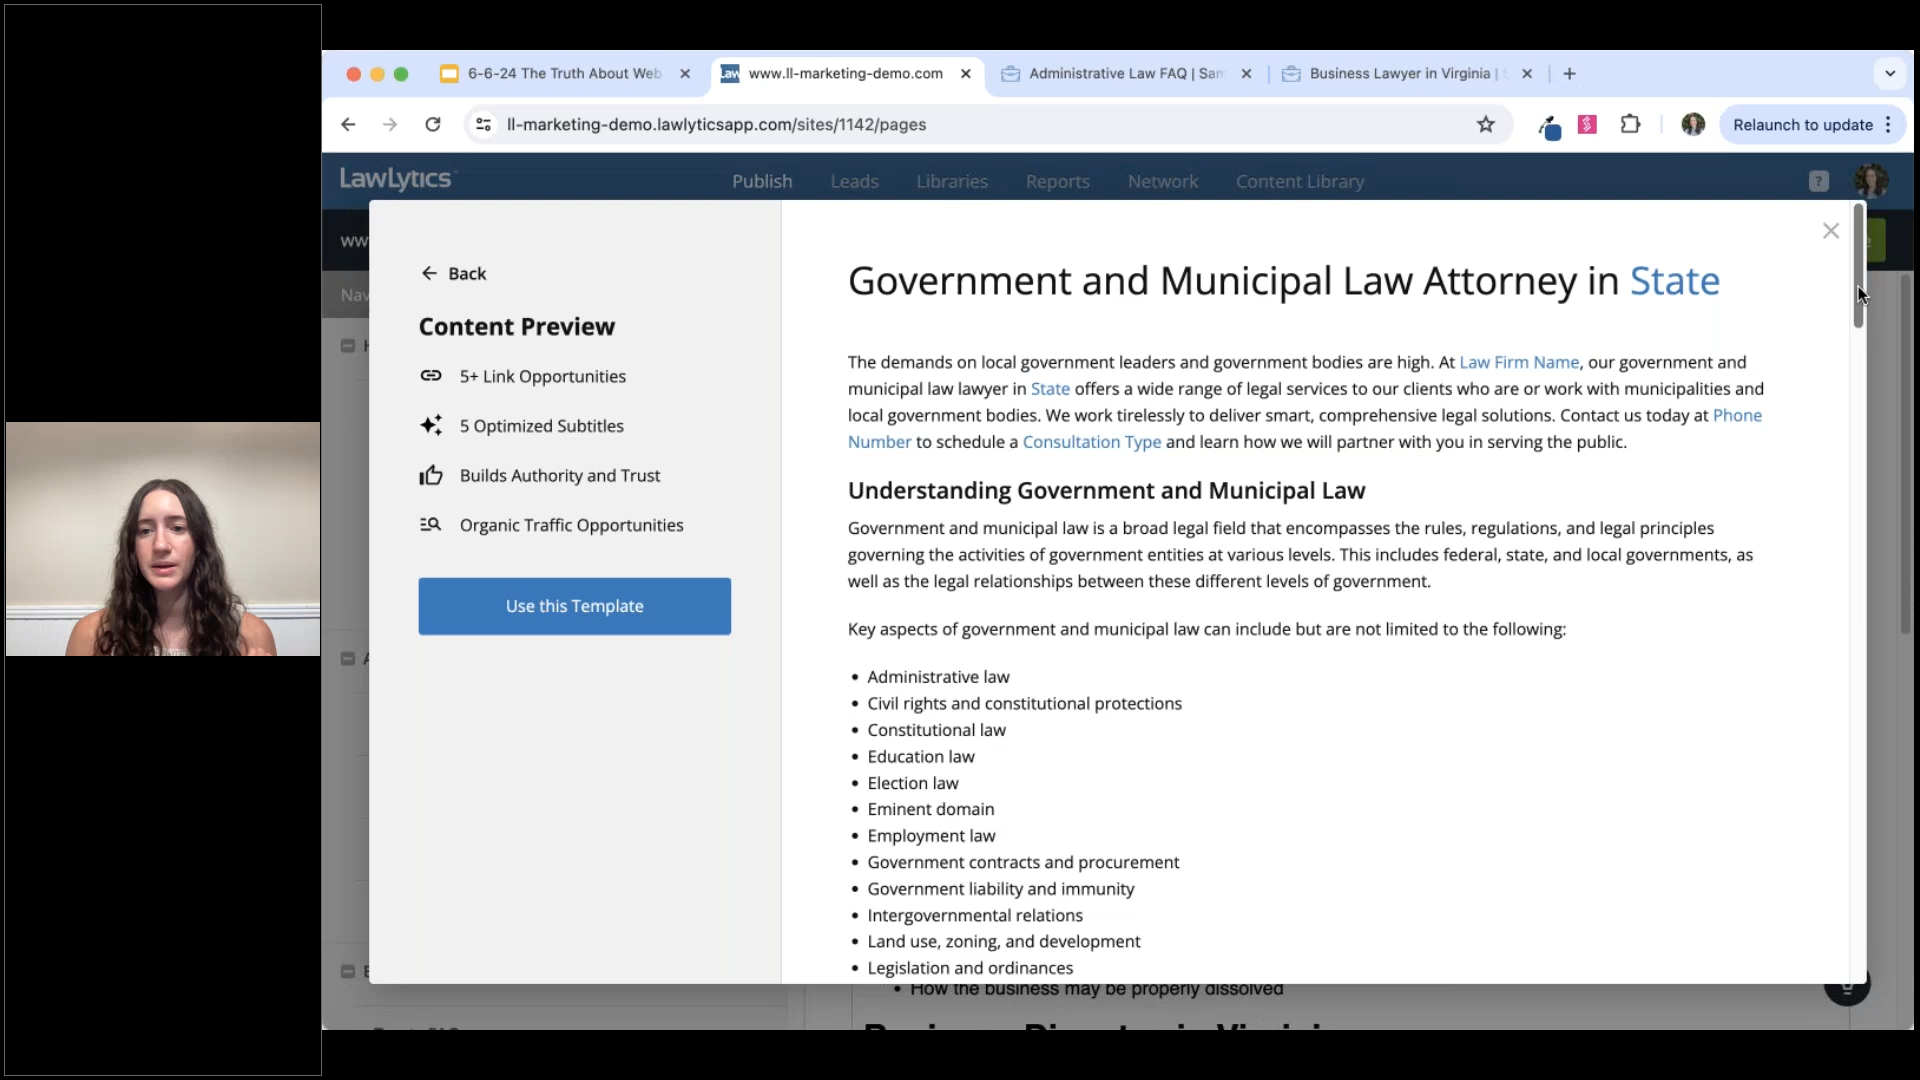 6-6-24 The Truth About Web
www.ll-marketing-demo.com
Administrative Law FAQ | Sam
Business Lawyer in Virginia |
ll-marketing-demo.lawlyticsapp.com/sites/1142/pages
Relaunch to update
LawLytics
Publish
Leads
Libraries
Reports
Network
Content Library
?
ww
Nav
Back
Content Preview
5+ Link Opportunities
5 Optimized Subtitles
Builds Authority and Trust
Organic Traffic Opportunities
Use this Template
Government and Municipal Law Attorney in State
The demands on local government leaders and government bodies are high. At Law Firm Name, our government and
municipal law lawyer in State offers a wide range of legal services to our clients who are or work with municipalities and
local government bodies. We work tirelessly to deliver smart, comprehensive legal solutions. Contact us today at Phone
Number to schedule a Consultation Type and learn how we will partner with you in serving the public.
Understanding Government and Municipal Law
Government and municipal law is a broad legal field that encompasses the rules, regulations, and legal principles
governing the activities of government entities at various levels. This includes federal, state, and local governments, as
well as the legal relationships between these different levels of government.
Key aspects of government and municipal law can include but are not limited to the following:
• Administrative law
• Civil rights and constitutional protections
• Constitutional law
• Education law
• Election law
• Eminent domain
• Employment law
• Government contracts and procurement
• Government liability and immunity
• Intergovernmental relations
• Land use, zoning, and development
• Legislation and ordinances
• How the business may be properly dissolved